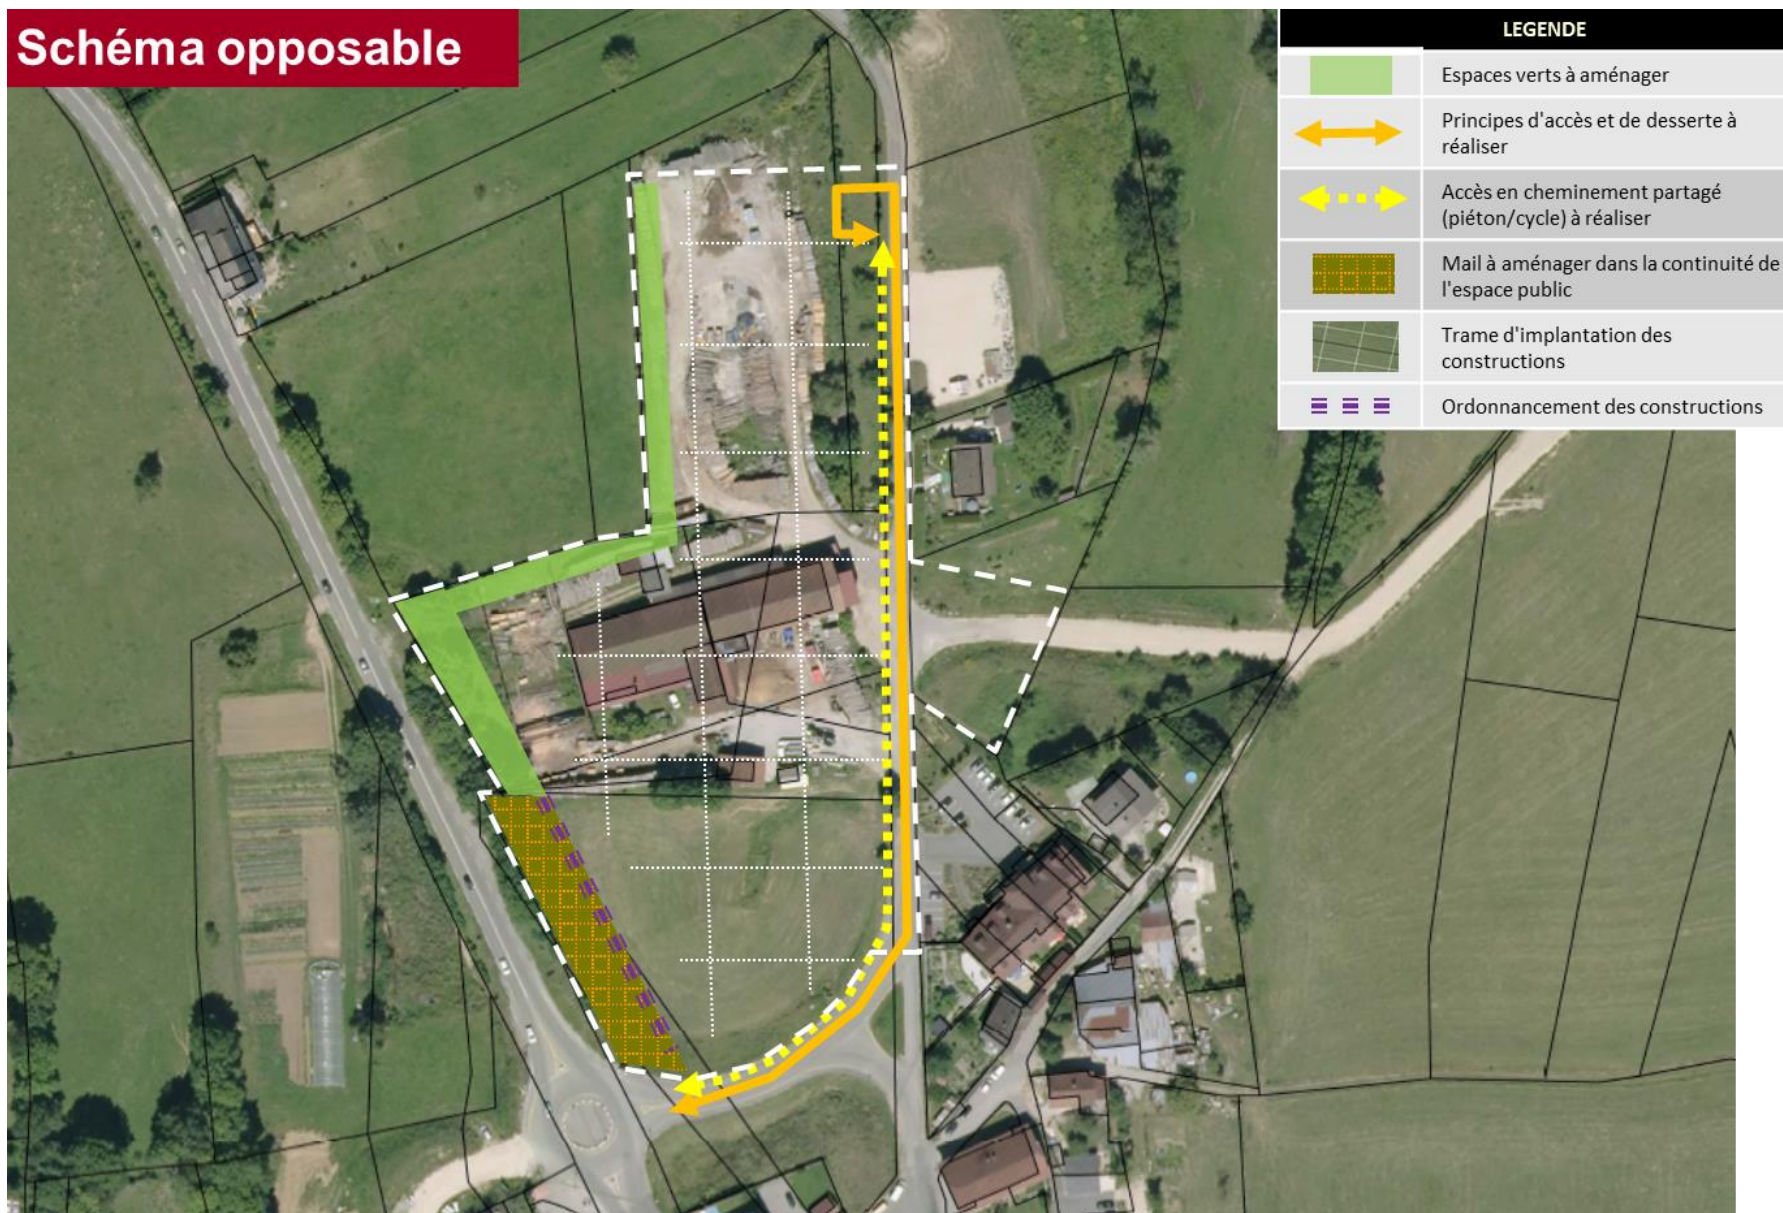 Schéma opposable
LEGENDE
Espaces verts à aménager
Principes d'accès et de desserte à
réaliser
Accès en cheminement partagé
(piéton/cycle) à réaliser
Mail à aménager dans la continuité de
l'espace public
Trame d'implantation des
constructions
Ordonnancement des constructions